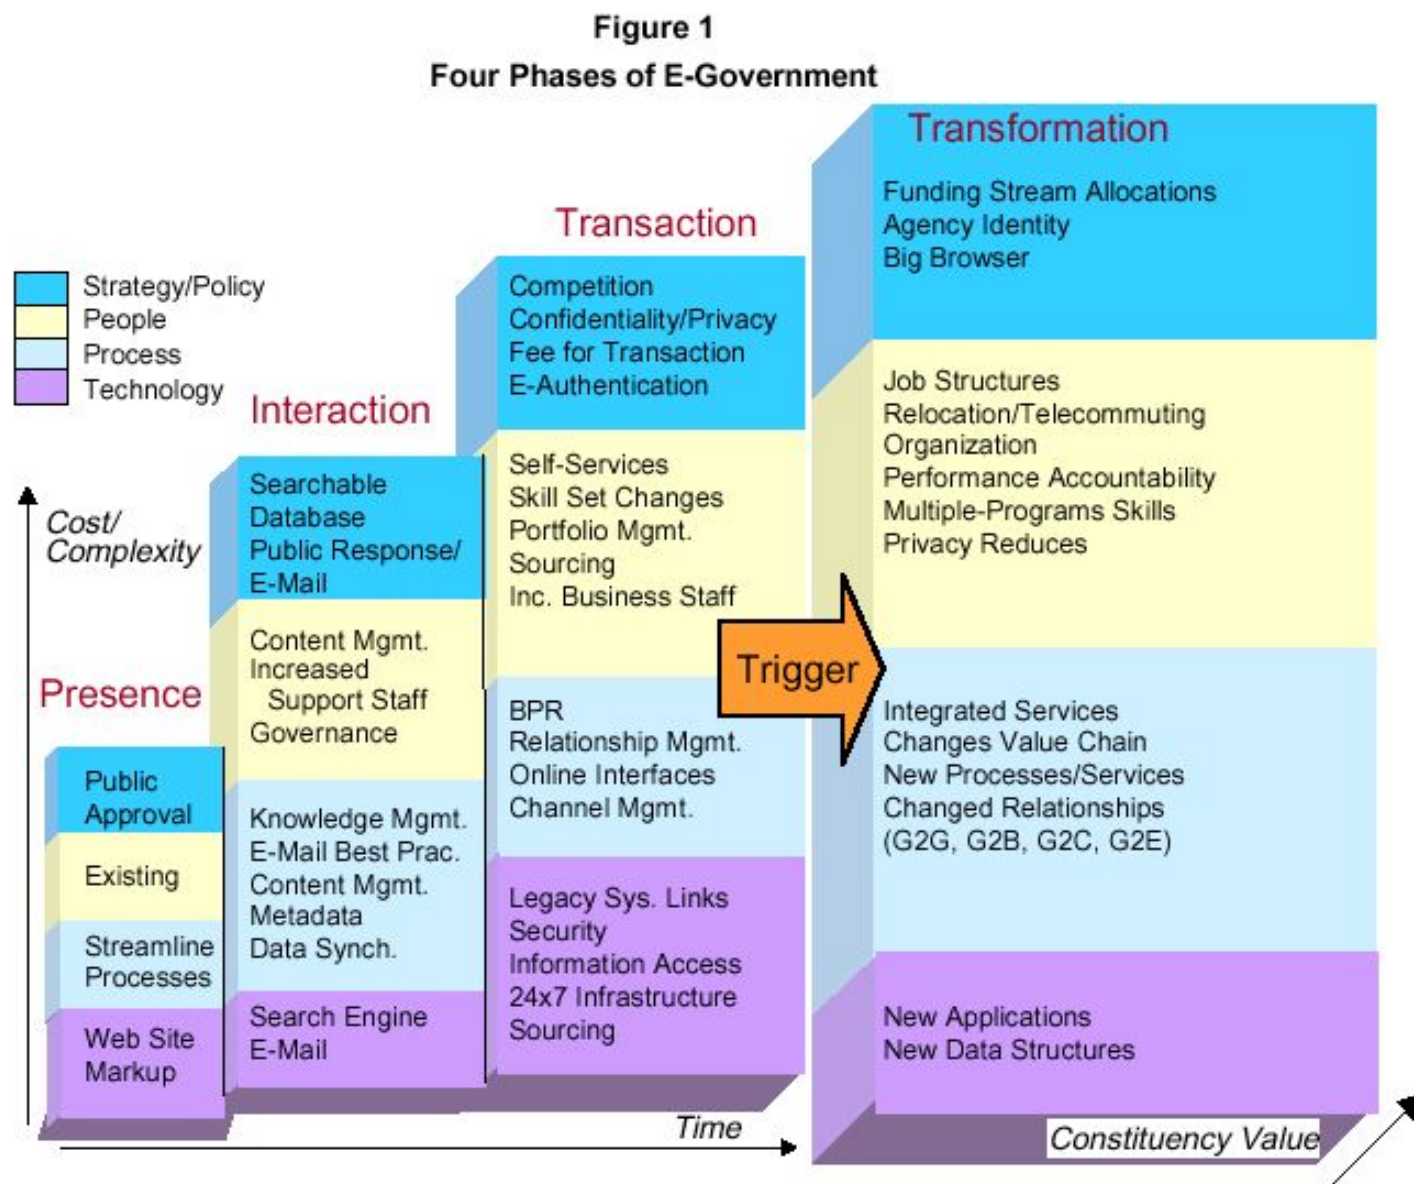 Figure 1
Four Phases of E-Government
Strategy/Policy
People
Process
Technology
Cost/
Complexity
Presence
Public
Approval
Existing
Streamline
Processes
Web Site
Markup
Interaction
Searchable
Database
Public Response/
E-Mail
Content Mgmt.
Increased
Support Staff
Governance
Knowledge Mgmt.
E-Mail Best Prac.
Content Mgmt.
Metadata
Data Synch.
Search Engine
E-Mail
Transaction
Competition
Confidentiality/Privacy
Fee for Transaction
E-Authentication
Self-Services
Skill Set Changes
Portfolio Mgmt.
Sourcing
Inc. Business Staff
BPR
Relationship Mgmt.
Online Interfaces
Channel Mgmt.
Legacy Sys. Links
Security
Information Access
24x7 Infrastructure
Sourcing
Trigger
Transformation
Funding Stream Allocations
Agency Identity
Big Browser
Job Structures
Relocation/Telecommuting
Organization
Performance Accountability
Multiple-Programs Skills
Privacy Reduces
Integrated Services
Changes Value Chain
New Processes/Services
Changed Relationships
(G2G, G2B, G2C, G2E)
New Applications
New Data Structures
Time
Constituency Value